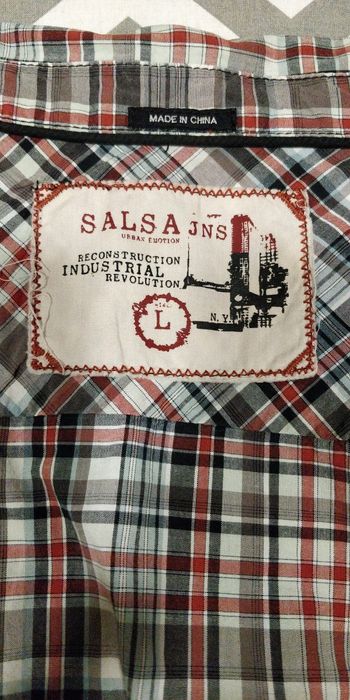 MADE IN CHINA
SALSA JNS
URBAN EMOTION
RECONSTRUCTION
INDUSTRIAL
REVOLUTION
L
N.Y.